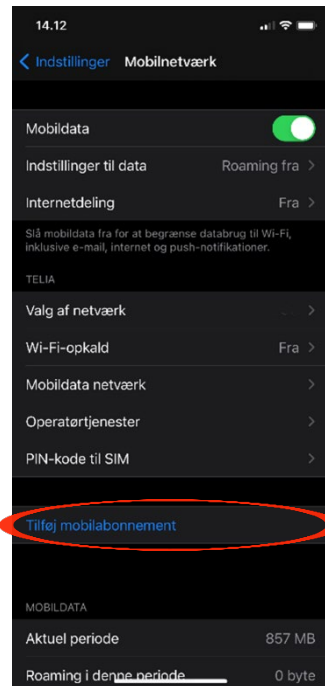 14.12
Indstillinger Mobilnetværk
Mobildata
Indstillinger til data Roaming fra
Internetdeling Fra
Slå mobildata fra for at begrænse databrug til Wi-Fi,
inklusive e-mail, internet og push-notifikationer.
TELIA
Valg af netværk
Wi-Fi-opkald Fra
Mobildata netværk
Operatørtjenester
PIN-kode til SIM
Tilføj mobilabonnement
MOBILDATA
Aktuel periode 857 MB
Roaming i denne periode 0 byte